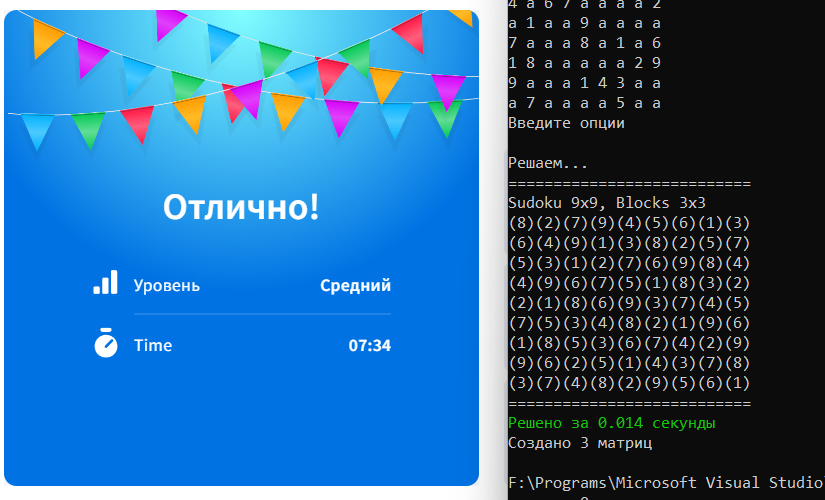 Отлично!
Уровень Средний
Time 07:34
4 a 6 7 a a a a 2
a 1 a a 9 a a a a
7 a a a 8 a 1 a 6
1 8 a a a a a 2 9
9 a a a 1 4 3 a a
a 7 a a a a 5 a a
Введите опции
Решаем...
===========================
Sudoku 9x9, Blocks 3x3
(8)(2)(7)(9)(4)(5)(6)(1)(3)
(6)(4)(9)(1)(3)(8)(2)(5)(7)
(5)(3)(1)(2)(7)(6)(9)(8)(4)
(4)(9)(6)(7)(5)(1)(8)(3)(2)
(2)(1)(8)(6)(9)(3)(7)(4)(5)
(7)(5)(3)(4)(8)(2)(1)(9)(6)
(1)(8)(5)(3)(6)(7)(4)(2)(9)
(9)(6)(2)(5)(1)(4)(3)(7)(8)
(3)(7)(4)(8)(2)(9)(5)(6)(1)
===========================
Решено за 0.014 секунды
Создано 3 матриц
F:\Programs\Microsoft Visual Studio